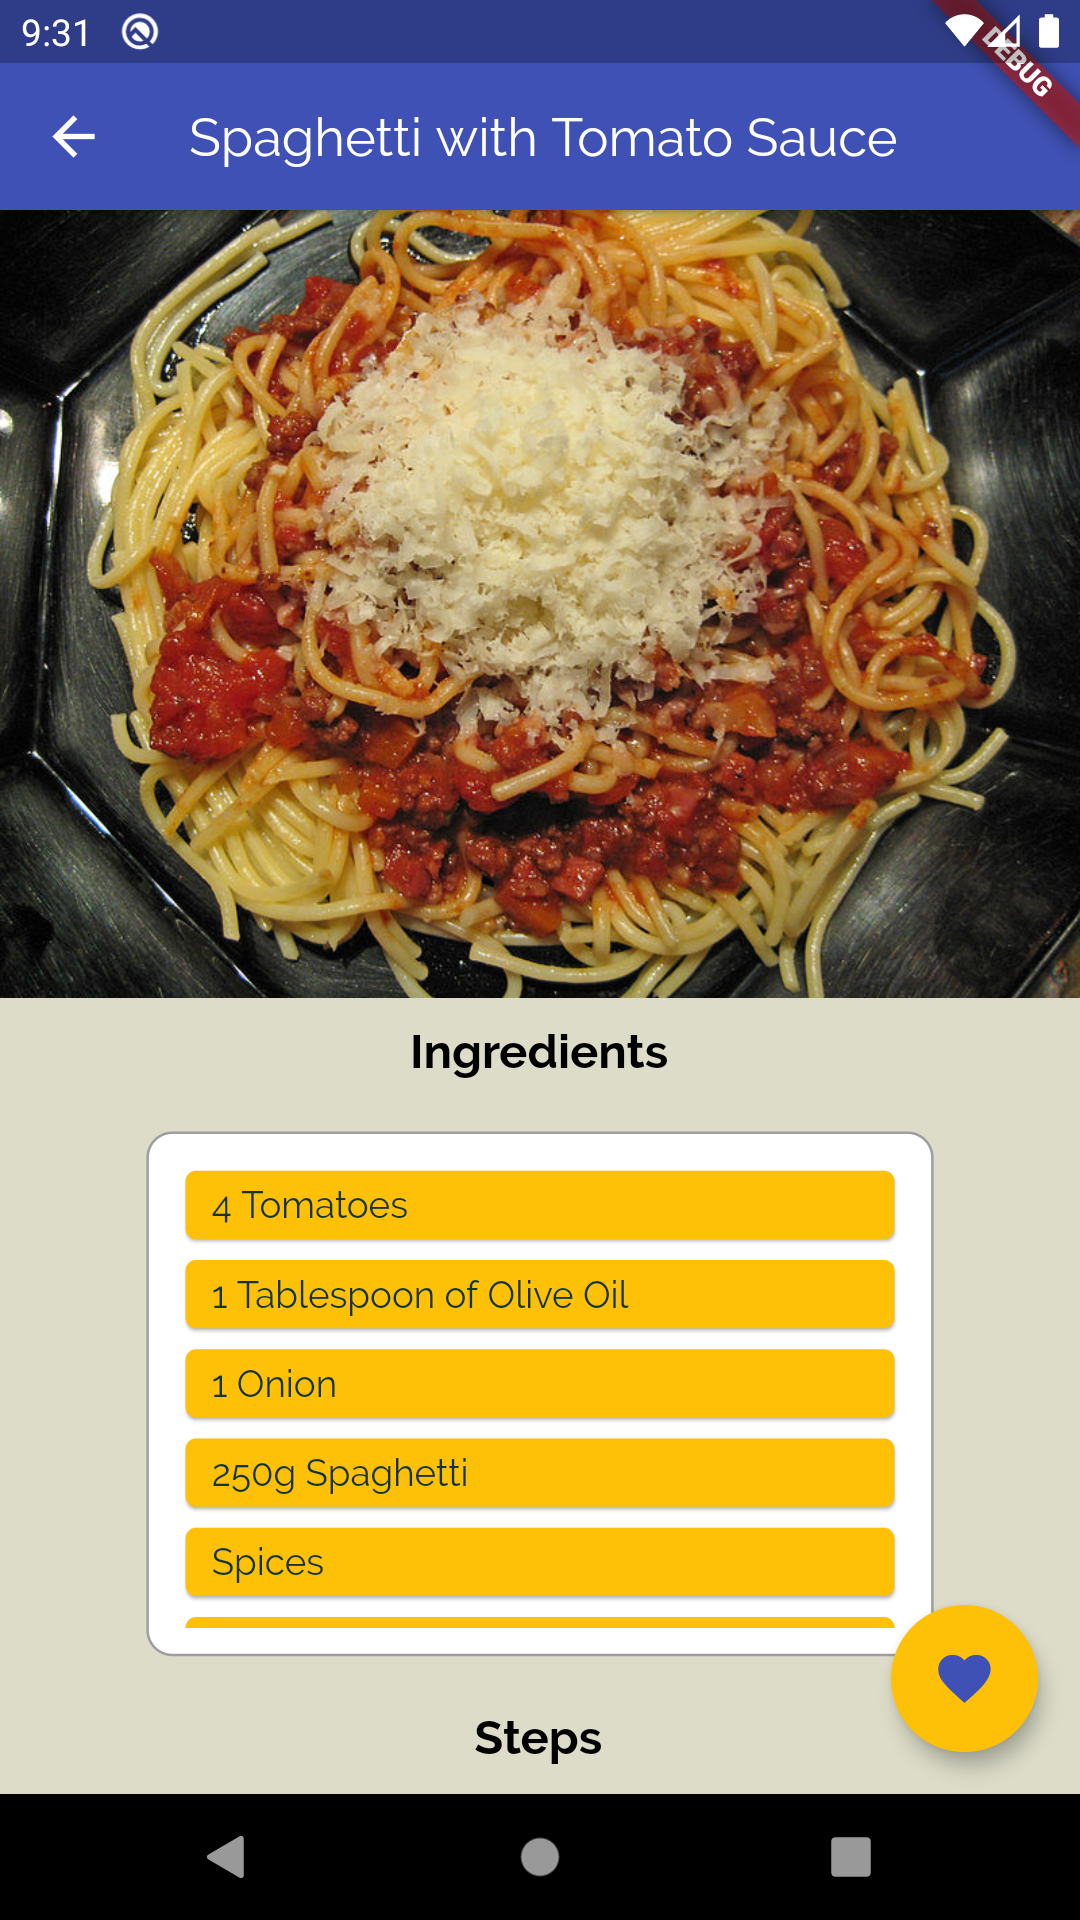 9:31
DEBUG
Spaghetti with Tomato Sauce
Ingredients
4 Tomatoes
1 Tablespoon of Olive Oil
1 Onion
250g Spaghetti
Spices
Steps